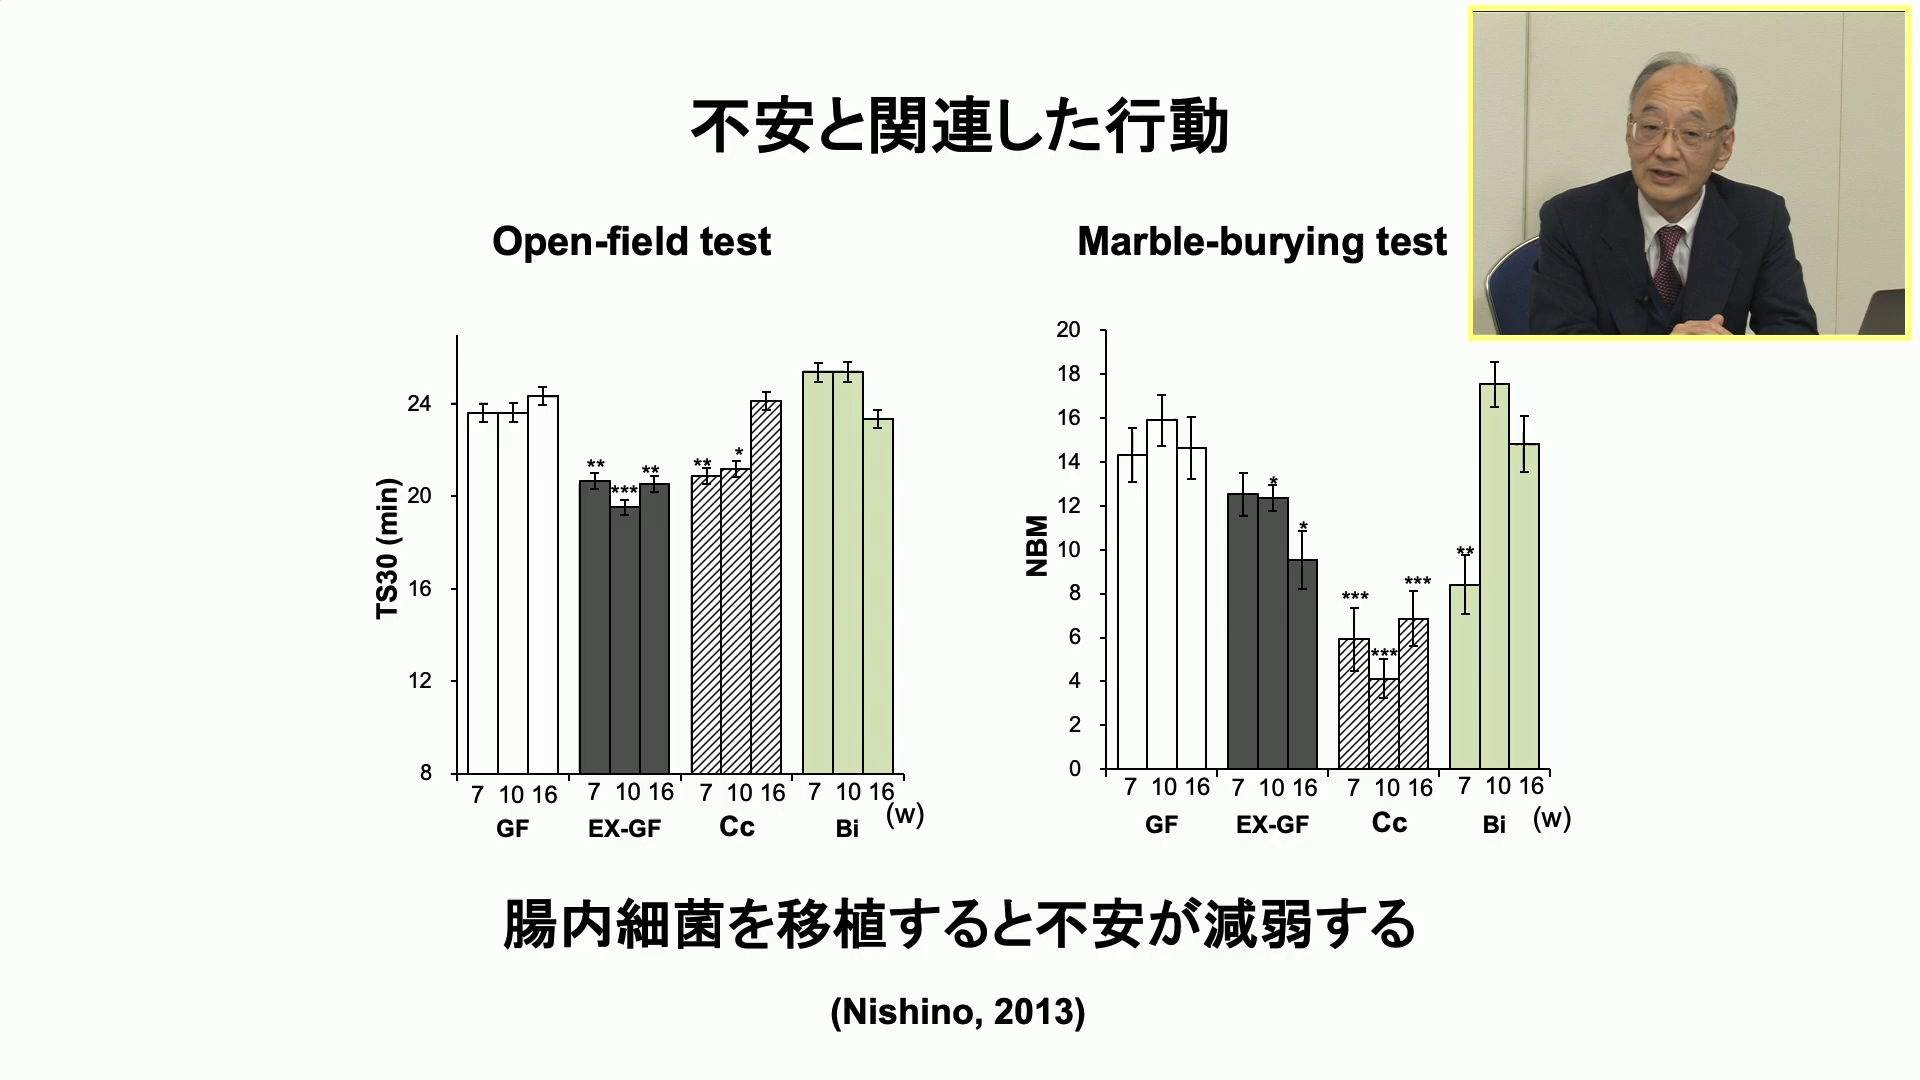 不安と関連した行動
Open-field test
TS30 (min)
24
20
16
12
8
** *** **
** *
7 10 16 7 10 16 7 10 16 7 10 16
(w)
GF EX-GF Cc Bi
Marble-burying test
NBM
20
18
16
14
12
10
8
6
4
2
0
* *
*** *** ***
**
7 10 16 7 10 16 7 10 16 7 10 16
GF EX-GF Cc Bi (w)
腸内細菌を移植すると不安が減弱する
(Nishino, 2013)